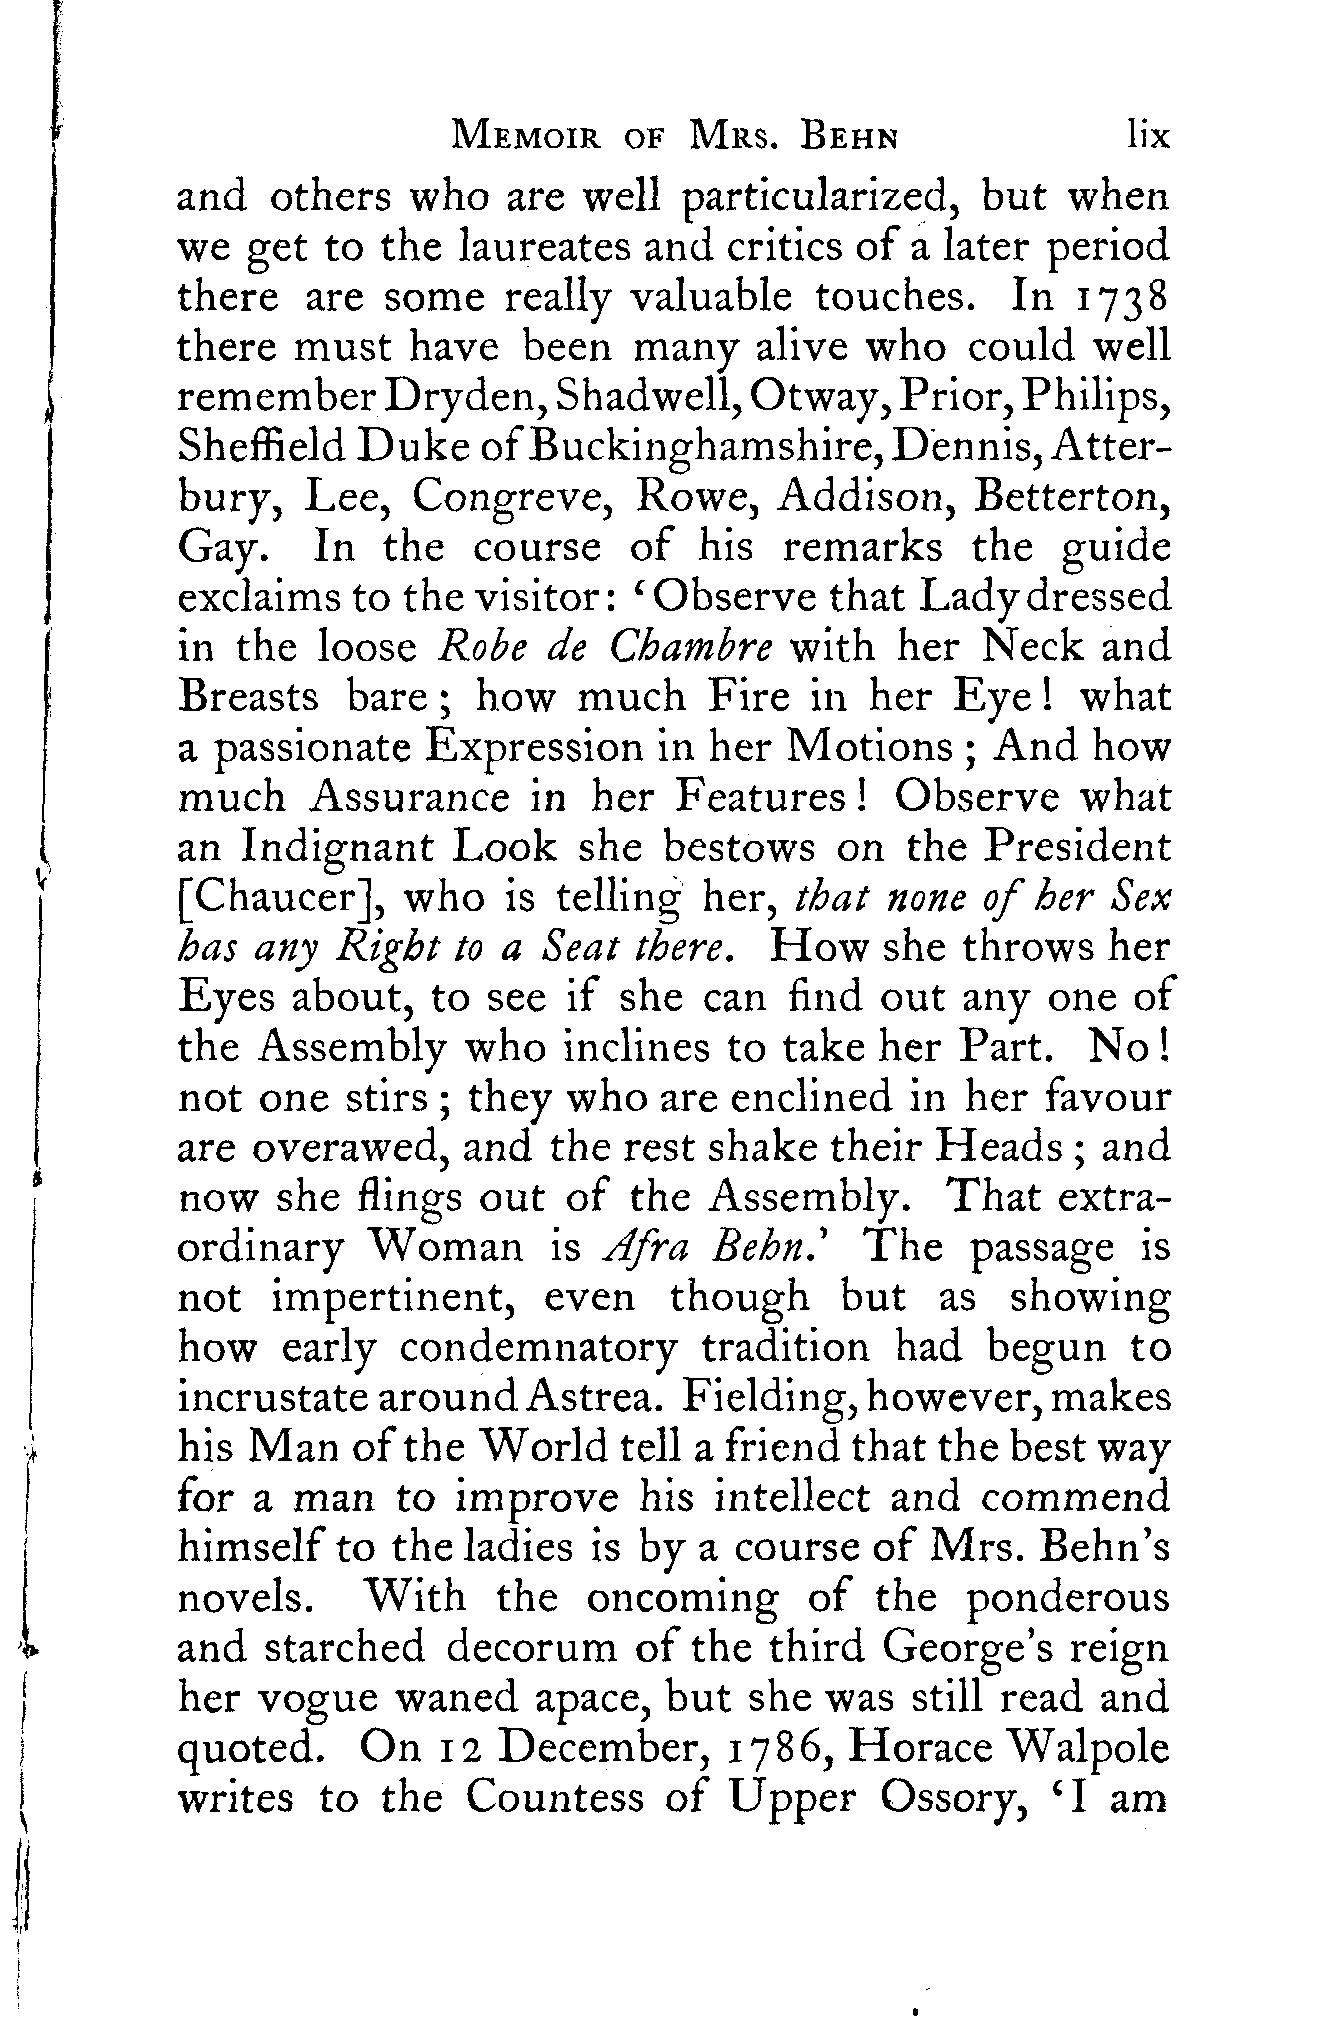 MEMOIR OF MRS. BEHN lix
and others who are well particularized, but when
we get to the laureates and critics of a later period
there are some really valuable touches. In 1738
there must have been many alive who could well
remember Dryden, Shadwell, Otway, Prior, Philips,
Sheffield Duke of Buckinghamshire, Dennis, Atter-
bury, Lee, Congreve, Rowe, Addison, Betterton,
Gay. In the course of his remarks the guide
exclaims to the visitor: ‘Observe that Lady dressed
in the loose Robe de Chambre with her Neck and
Breasts bare; how much Fire in her Eye! what
a passionate Expression in her Motions; And how
much Assurance in her Features! Observe what
an Indignant Look she bestows on the President
[Chaucer], who is telling her, that none of her Sex
has any Right to a Seat there. How she throws her
Eyes about, to see if she can find out any one of
the Assembly who inclines to take her Part. No!
not one stirs; they who are enclined in her favour
are overawed, and the rest shake their Heads; and
now she flings out of the Assembly. That extra-
ordinary Woman is Afra Behn.’ The passage is
not impertinent, even though but as showing
how early condemnatory tradition had begun to
incrustate around Astrea. Fielding, however, makes
his Man of the World tell a friend that the best way
for a man to improve his intellect and commend
himself to the ladies is by a course of Mrs. Behn’s
novels. With the oncoming of the ponderous
and starched decorum of the third George’s reign
her vogue waned apace, but she was still read and
quoted. On 12 December, 1786, Horace Walpole
writes to the Countess of Upper Ossory, ‘I am